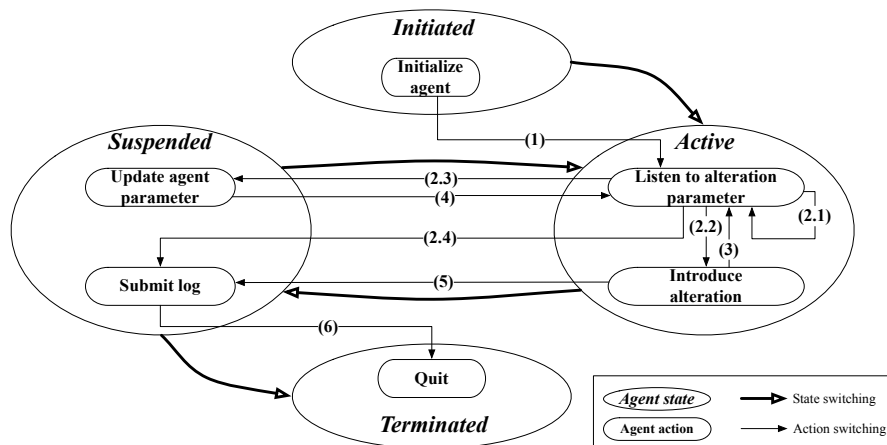 Initiated
Initialize
agent
(1)
Suspended
Active
Update agent
parameter
(2.3)
(4)
Listen to alteration
parameter
(2.1)
(2.2)
(2.4)
(3)
Submit log
(5)
Introduce
alteration
(6)
Quit
Terminated
Agent state
State switching
Agent action
Action switching